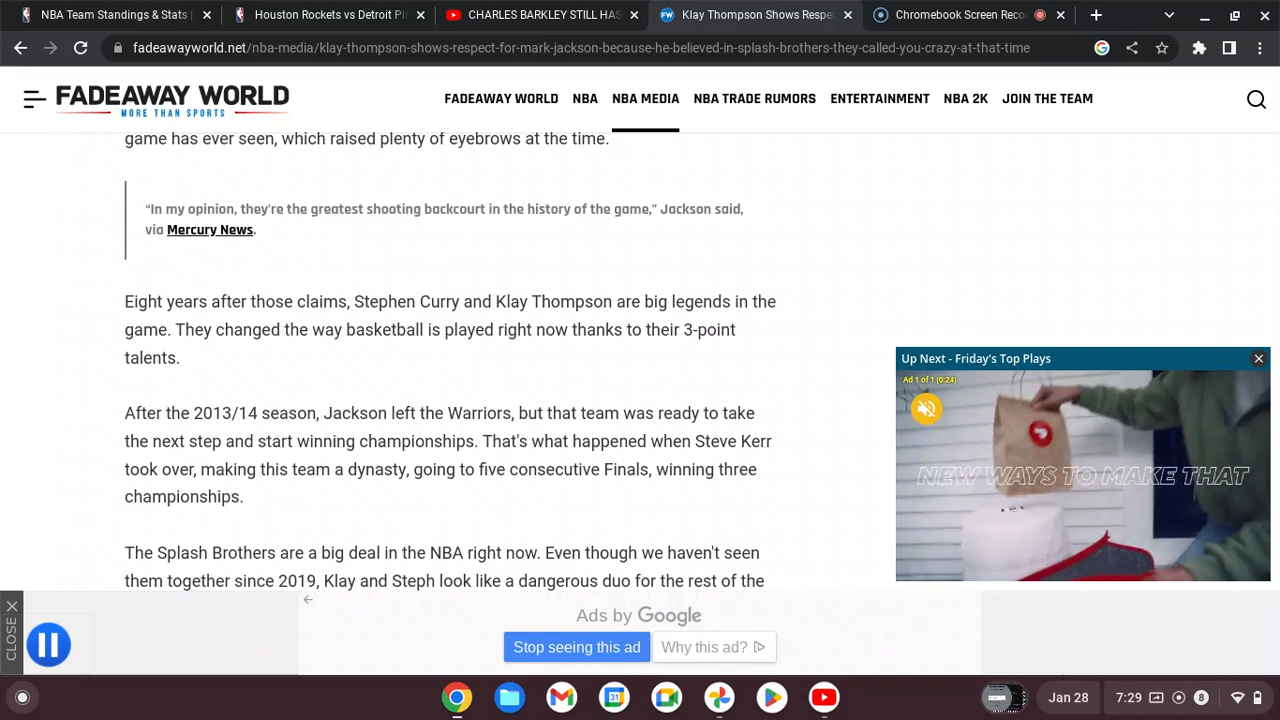 NBA Team Standings & Stats |
Houston Rockets vs Detroit Pi
CHARLES BARKLEY STILL HAS
FW
Klay Thompson Shows Respe
Chromebook Screen Reco
fadeawayworld.net/nba-media/klay-thompson-shows-respect-for-mark-jackson-because-he-believed-in-splash-brothers-they-called-you-crazy-at-that-time
FADEAWAY WORLD
MORE THAN SPORTS
FADEAWAY WORLD NBA NBA MEDIA NBA TRADE RUMORS ENTERTAINMENT NBA 2K JOIN THE TEAM
game has ever seen, which raised plenty of eyebrows at the time.
“In my opinion, they’re the greatest shooting backcourt in the history of the game,” Jackson said,
via Mercury News.
Eight years after those claims, Stephen Curry and Klay Thompson are big legends in the
game. They changed the way basketball is played right now thanks to their 3-point
talents.
After the 2013/14 season, Jackson left the Warriors, but that team was ready to take
the next step and start winning championships. That's what happened when Steve Kerr
took over, making this team a dynasty, going to five consecutive Finals, winning three
championships.
The Splash Brothers are a big deal in the NBA right now. Even though we haven't seen
them together since 2019, Klay and Steph look like a dangerous duo for the rest of the
Up Next - Friday's Top Plays
Ad 1 of 1 (0:24)
NEW WAYS TO MAKE THAT
CLOSE
Ads by Google
Stop seeing this ad
Why this ad?
31
Jan 28
7:29
8